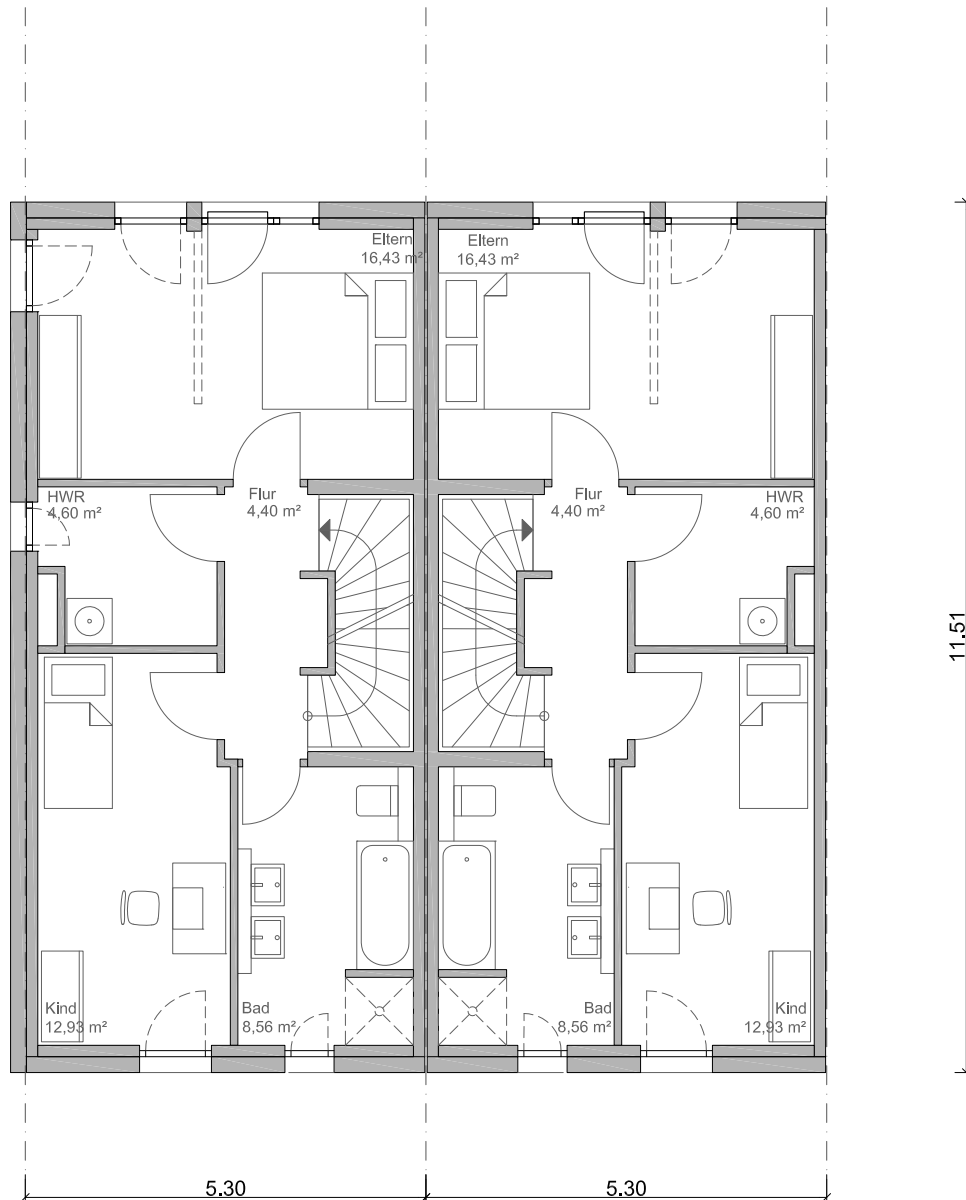 Eltern
16,43 m²
Eltern
16,43 m²
HWR
4,60 m²
Flur
4,40 m²
Flur
4,40 m²
HWR
4,60 m²
11.51
Kind
12,93 m²
Bad
8,56 m²
Bad
8,56 m²
Kind
12,93 m²
5.30
5.30